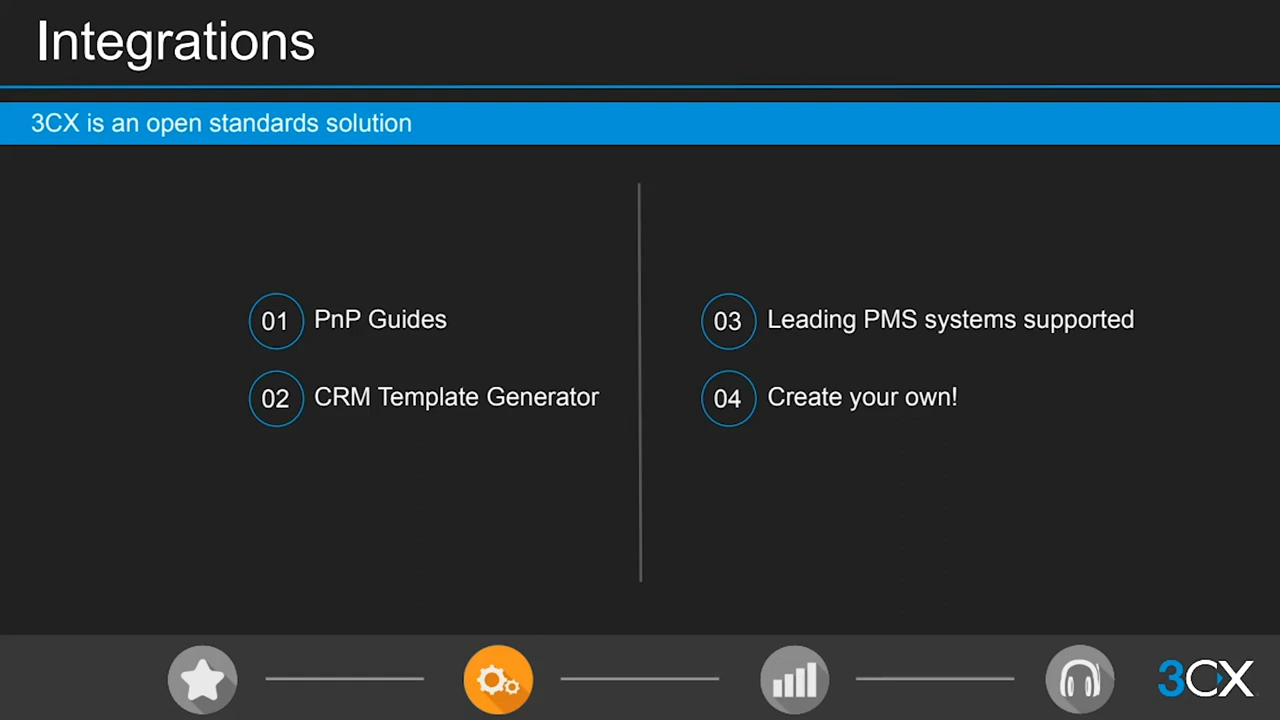 Integrations
3CX is an open standards solution
01 PnP Guides
02 CRM Template Generator
03 Leading PMS systems supported
04 Create your own!
3CX